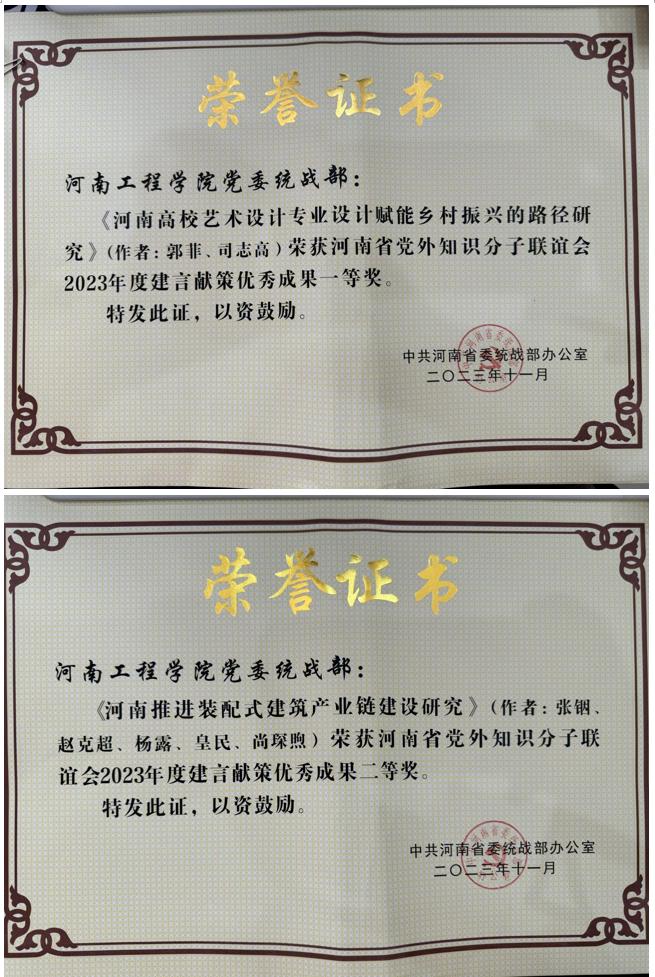 荣誉证书
河南工程学院党委统战部：
《河南高校艺术设计专业设计赋能乡村振兴的路径研
究》（作者：郭菲、司志高）荣获河南省党外知识分子联谊会
2023年度建言献策优秀成果一等奖。
特发此证，以资鼓励。
中共河南省委统战部办公室
二〇二三年十一月
荣誉证书
河南工程学院党委统战部：
《河南推进装配式建筑产业链建设研究》（作者：张铟、
赵克超、杨露、皇民、尚琛煦）荣获河南省党外知识分子联
谊会2023年度建言献策优秀成果二等奖。
特发此证，以资鼓励。
中共河南省委统战部办公室
二〇二三年十一月